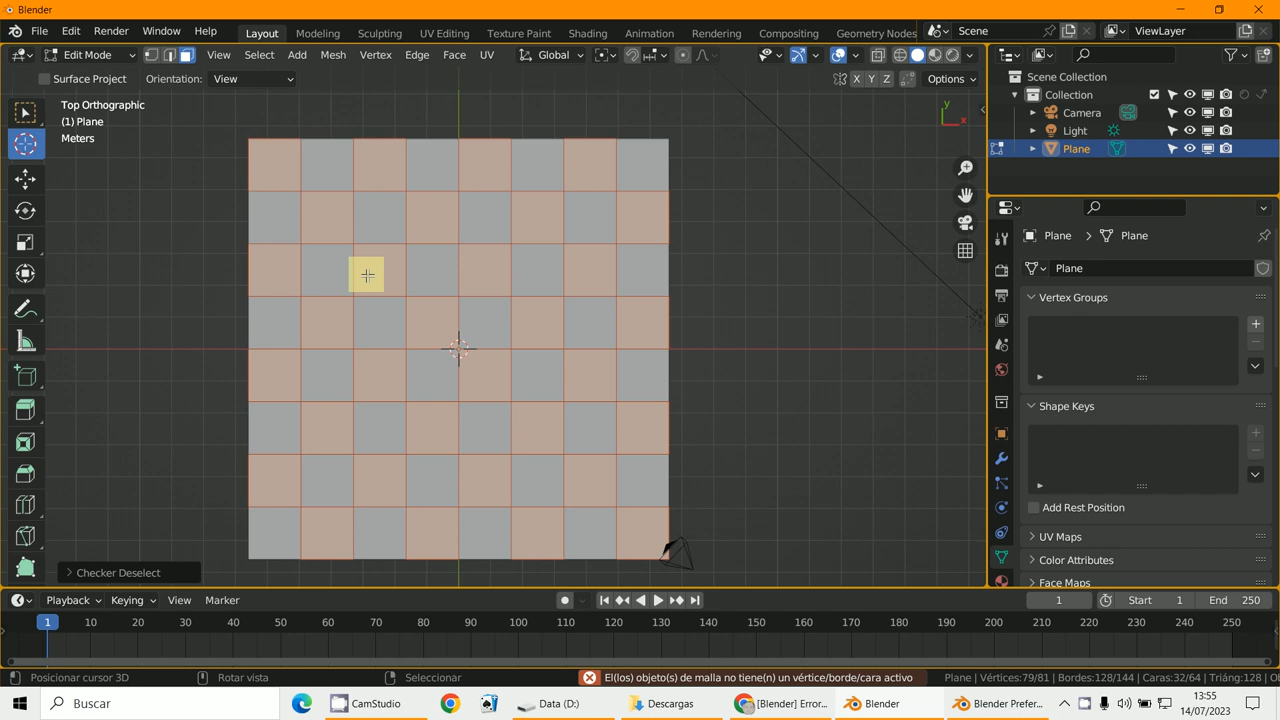 Blender
File Edit Render Window Help Layout Modeling Sculpting UV Editing Texture Paint Shading Animation Rendering Compositing Geometry Nodes Scene ViewLayer
Edit Mode View Select Add Mesh Vertex Edge Face UV Global
Surface Project Orientation: View X Y Z Options
Scene Collection
Collection
Camera
Light
Plane
Top Orthographic
(1) Plane
Meters
y
x
Plane Plane
Plane
Vertex Groups
Shape Keys
Add Rest Position
UV Maps
Color Attributes
Face Maps
Checker Deselect
Playback Keying View Marker 1 Start 1 End 250
1 10 20 30 40 50 60 70 80 90 100 110 120 130 140 150 160 170 180 190 200 210 220 230 240 250
Posicionar cursor 3D Rotar vista Seleccionar El(los) objeto(s) de malla no tiene(n) un vértice/borde/cara activo Plane | Vértices:79/81 | Bordes:128/144 | Caras:32/64 | Triáng:128 | O
Buscar CamStudio Data (D:) Descargas [Blender] Error... Blender Blender Prefer...
13:55
14/07/2023